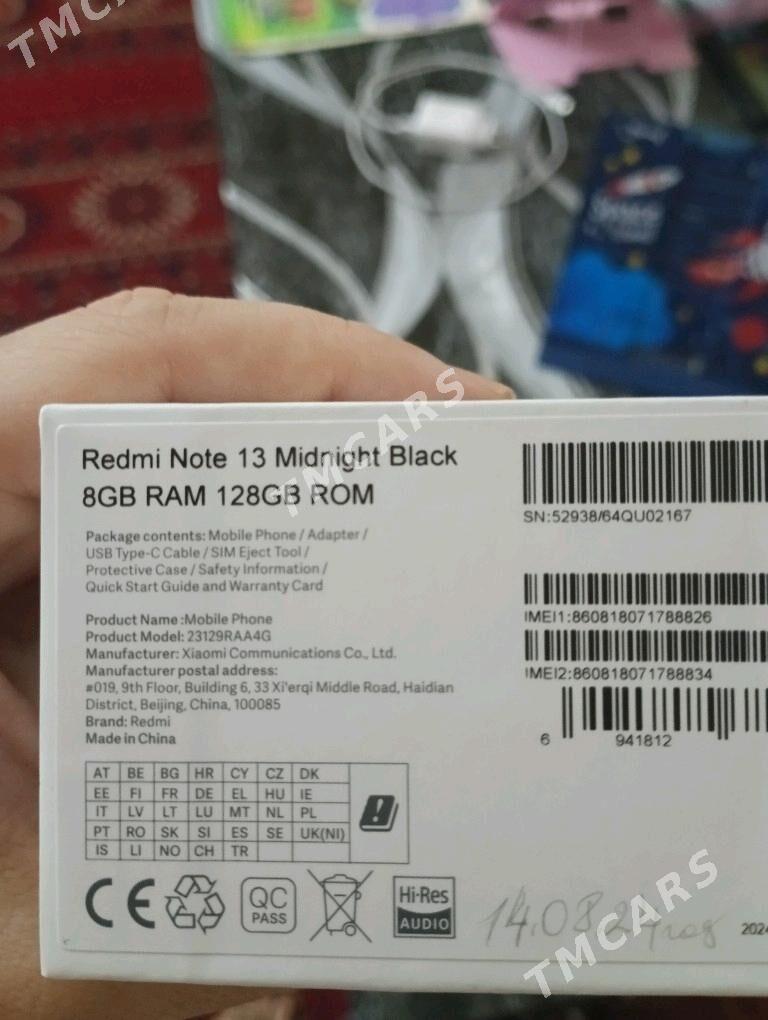 TMCARS
Redmi Note 13 Midnight Black
8GB RAM 128GB ROM
Package contents: Mobile Phone / Adapter /
USB Type-C Cable / SIM Eject Tool /
Protective Case / Safety Information /
Quick Start Guide and Warranty Card
Product Name :Mobile Phone
Product Model: 23129RAA4G
Manufacturer: Xiaomi Communications Co., Ltd.
Manufacturer postal address:
#019, 9th Floor, Building 6, 33 Xi'erqi Middle Road, Haidian
District, Beijing, China, 100085
Brand: Redmi
Made in China
SN:52938/64QU02167
IMEI1:860818071788826
IMEI2:860818071788834
6 941812
AT BE BG HR CY CZ DK
EE FI FR DE EL HU IE
IT LV LT LU MT NL PL
PT RO SK SI ES SE UK(NI)
IS LI NO CH TR
CE
QC
PASS
Hi-Res
AUDIO
14.08
2024
TMCARS
TMCARS